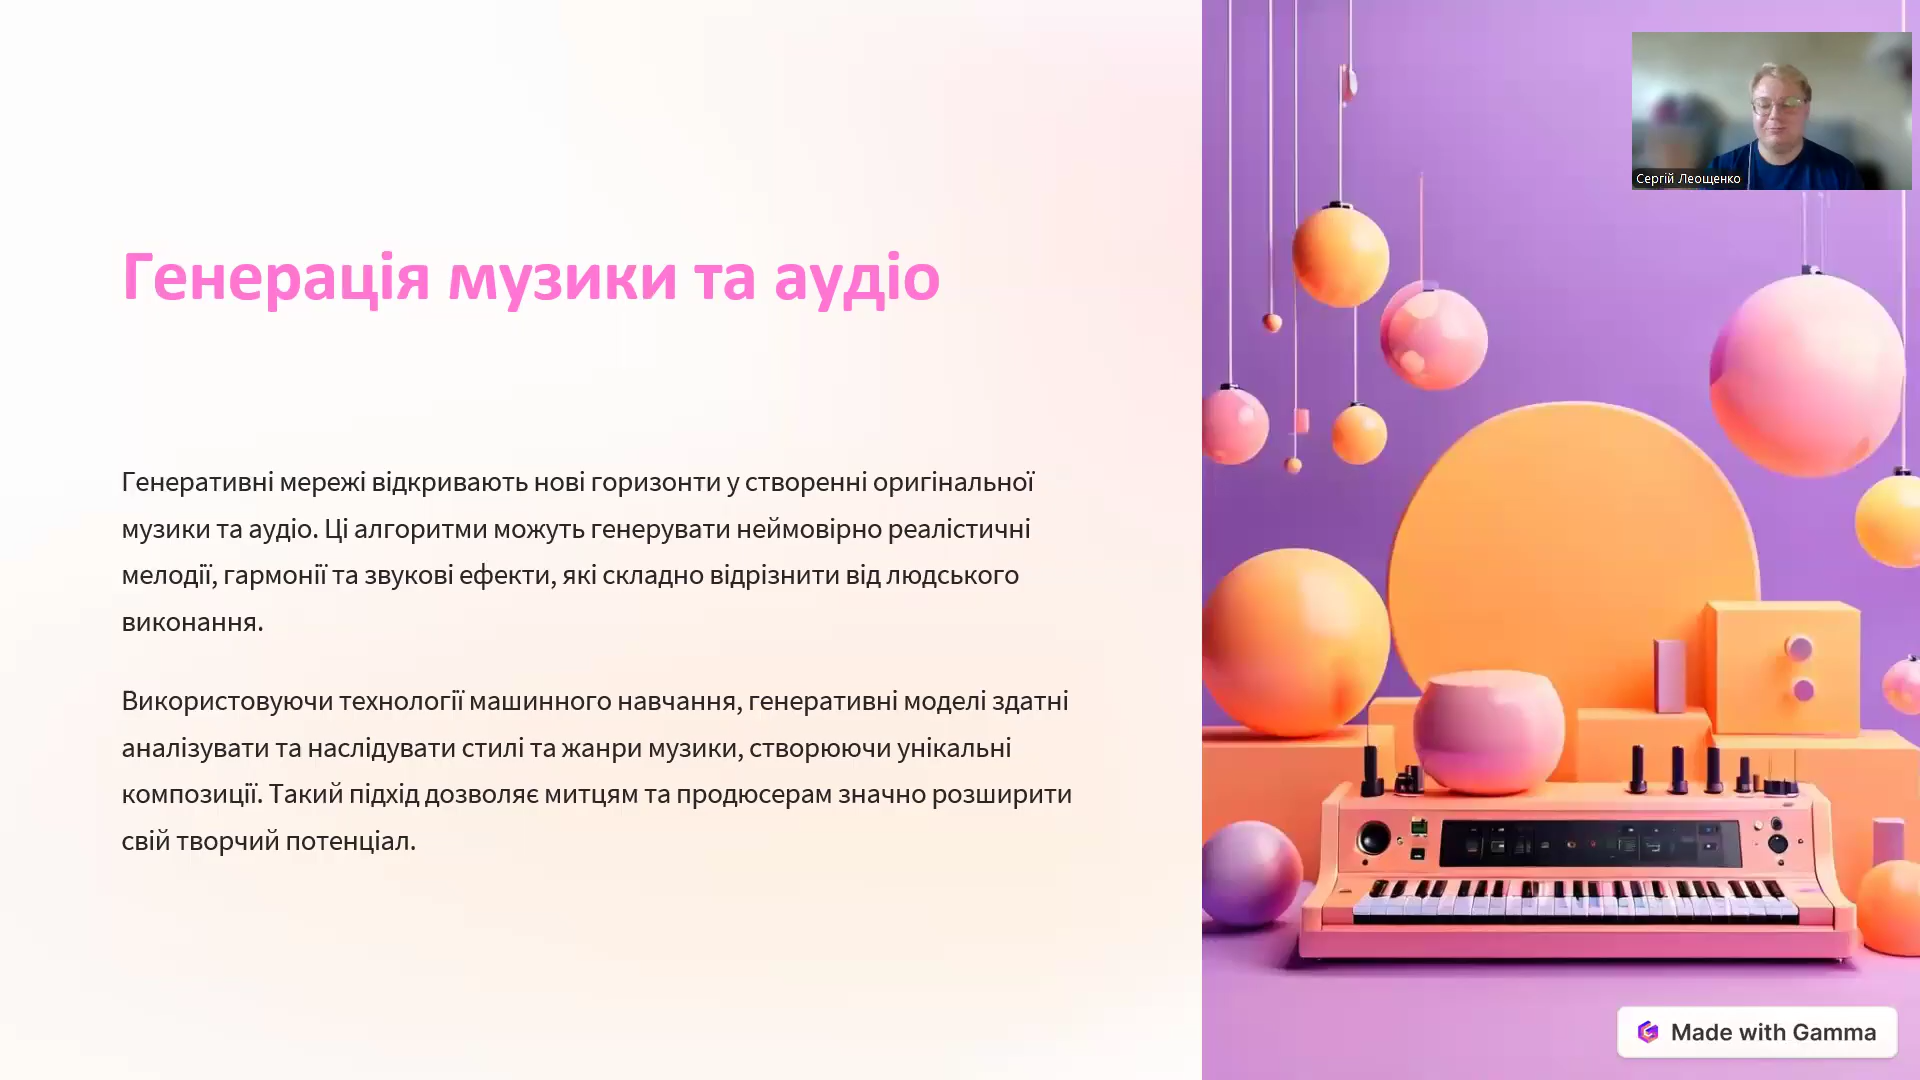 Сергій Леощенко
Генерація музики та аудіо
Генеративні мережі відкривають нові горизонти у створенні оригінальної
музики та аудіо. Ці алгоритми можуть генерувати неймовірно реалістичні
мелодії, гармонії та звукові ефекти, які складно відрізнити від людського
виконання.
Використовуючи технології машинного навчання, генеративні моделі здатні
аналізувати та наслідувати стилі та жанри музики, створюючи унікальні
композиції. Такий підхід дозволяє митцям та продюсерам значно розширити
свій творчий потенціал.
Made with Gamma